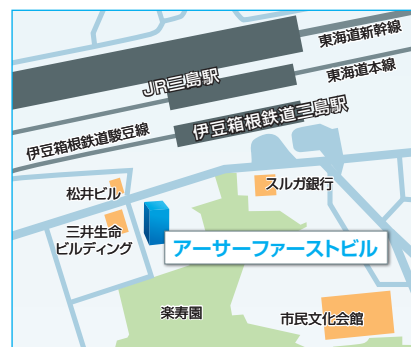 東海道新幹線
JR三島駅
東海道本線
伊豆箱根鉄道三島駅
伊豆箱根鉄道駿豆線
松井ビル
スルガ銀行
三井生命
ビルディング
アーサーファーストビル
楽寿園
市民文化会館